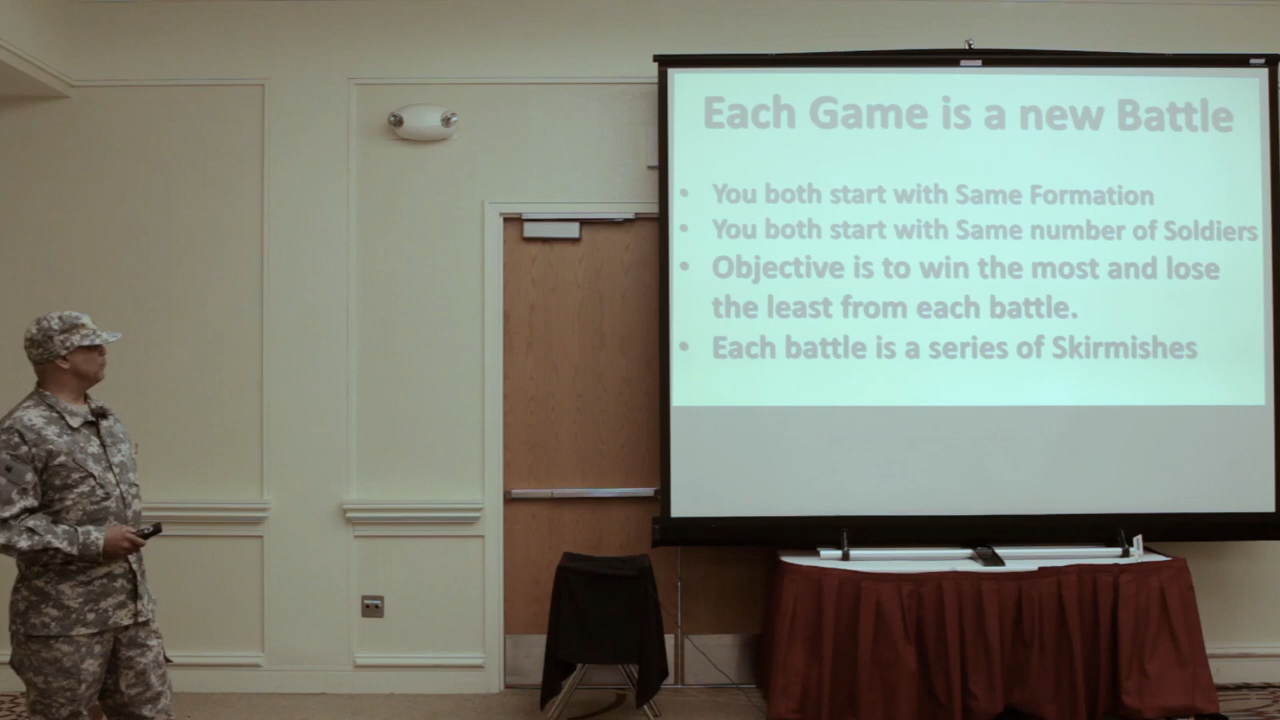 Each Game is a new Battle
• You both start with Same Formation
• You both start with Same number of Soldiers
• Objective is to win the most and lose
the least from each battle.
• Each battle is a series of Skirmishes